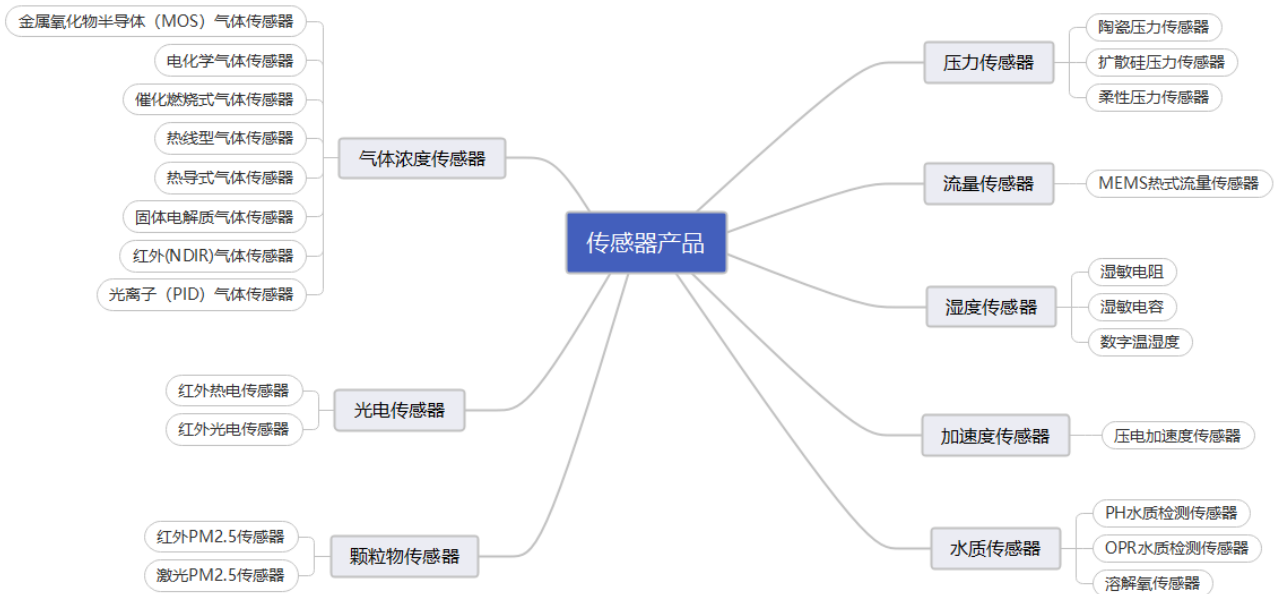 传感器产品
气体浓度传感器
金属氧化物半导体（MOS）气体传感器
电化学气体传感器
催化燃烧式气体传感器
热线型气体传感器
热导式气体传感器
固体电解质气体传感器
红外(NDIR)气体传感器
光离子（PID）气体传感器
光电传感器
红外热电传感器
红外光电传感器
颗粒物传感器
红外PM2.5传感器
激光PM2.5传感器
压力传感器
陶瓷压力传感器
扩散硅压力传感器
柔性压力传感器
流量传感器
MEMS热式流量传感器
湿度传感器
湿敏电阻
湿敏电容
数字温湿度
加速度传感器
压电加速度传感器
水质传感器
PH水质检测传感器
OPR水质检测传感器
溶解氧传感器